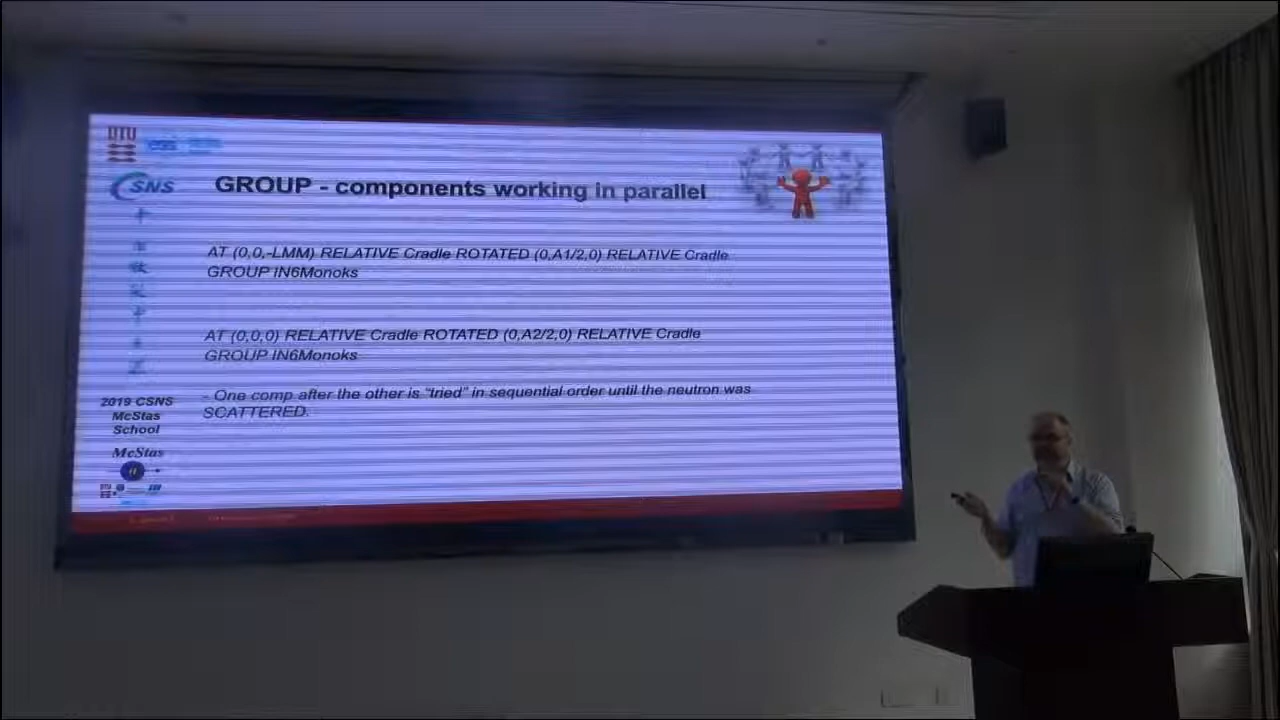 DTU
ess
CSNS
GROUP - components working in parallel
AT (0,0,-LMM) RELATIVE Cradle ROTATED (0,A1/2,0) RELATIVE Cradle
GROUP IN6Monoks
AT (0,0,0) RELATIVE Cradle ROTATED (0,A2/2,0) RELATIVE Cradle
GROUP IN6Monoks
- One comp after the other is "tried" in sequential order until the neutron was
SCATTERED.
2019 CSNS
McStas
School
McStas